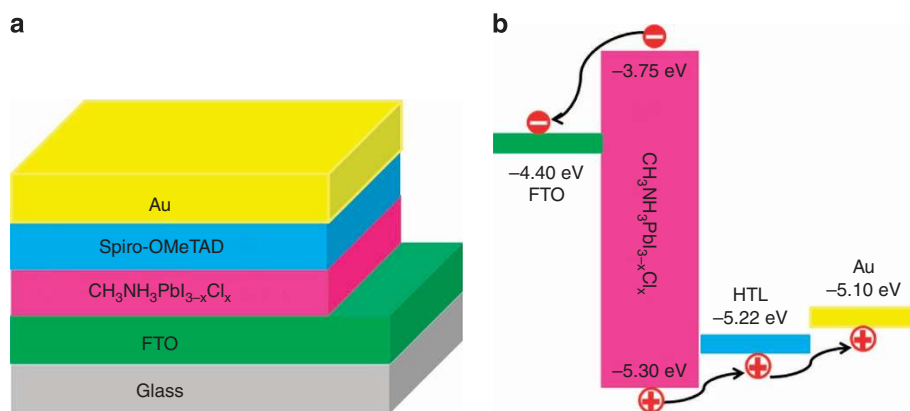 a
Au
Spiro-OMeTAD
CH₃NH₃PbI₃₋ₓClₓ
FTO
Glass
b
−3.75 eV
−4.40 eV
FTO
CH₃NH₃PbI₃₋ₓClₓ
HTL
−5.22 eV
Au
−5.10 eV
−5.30 eV